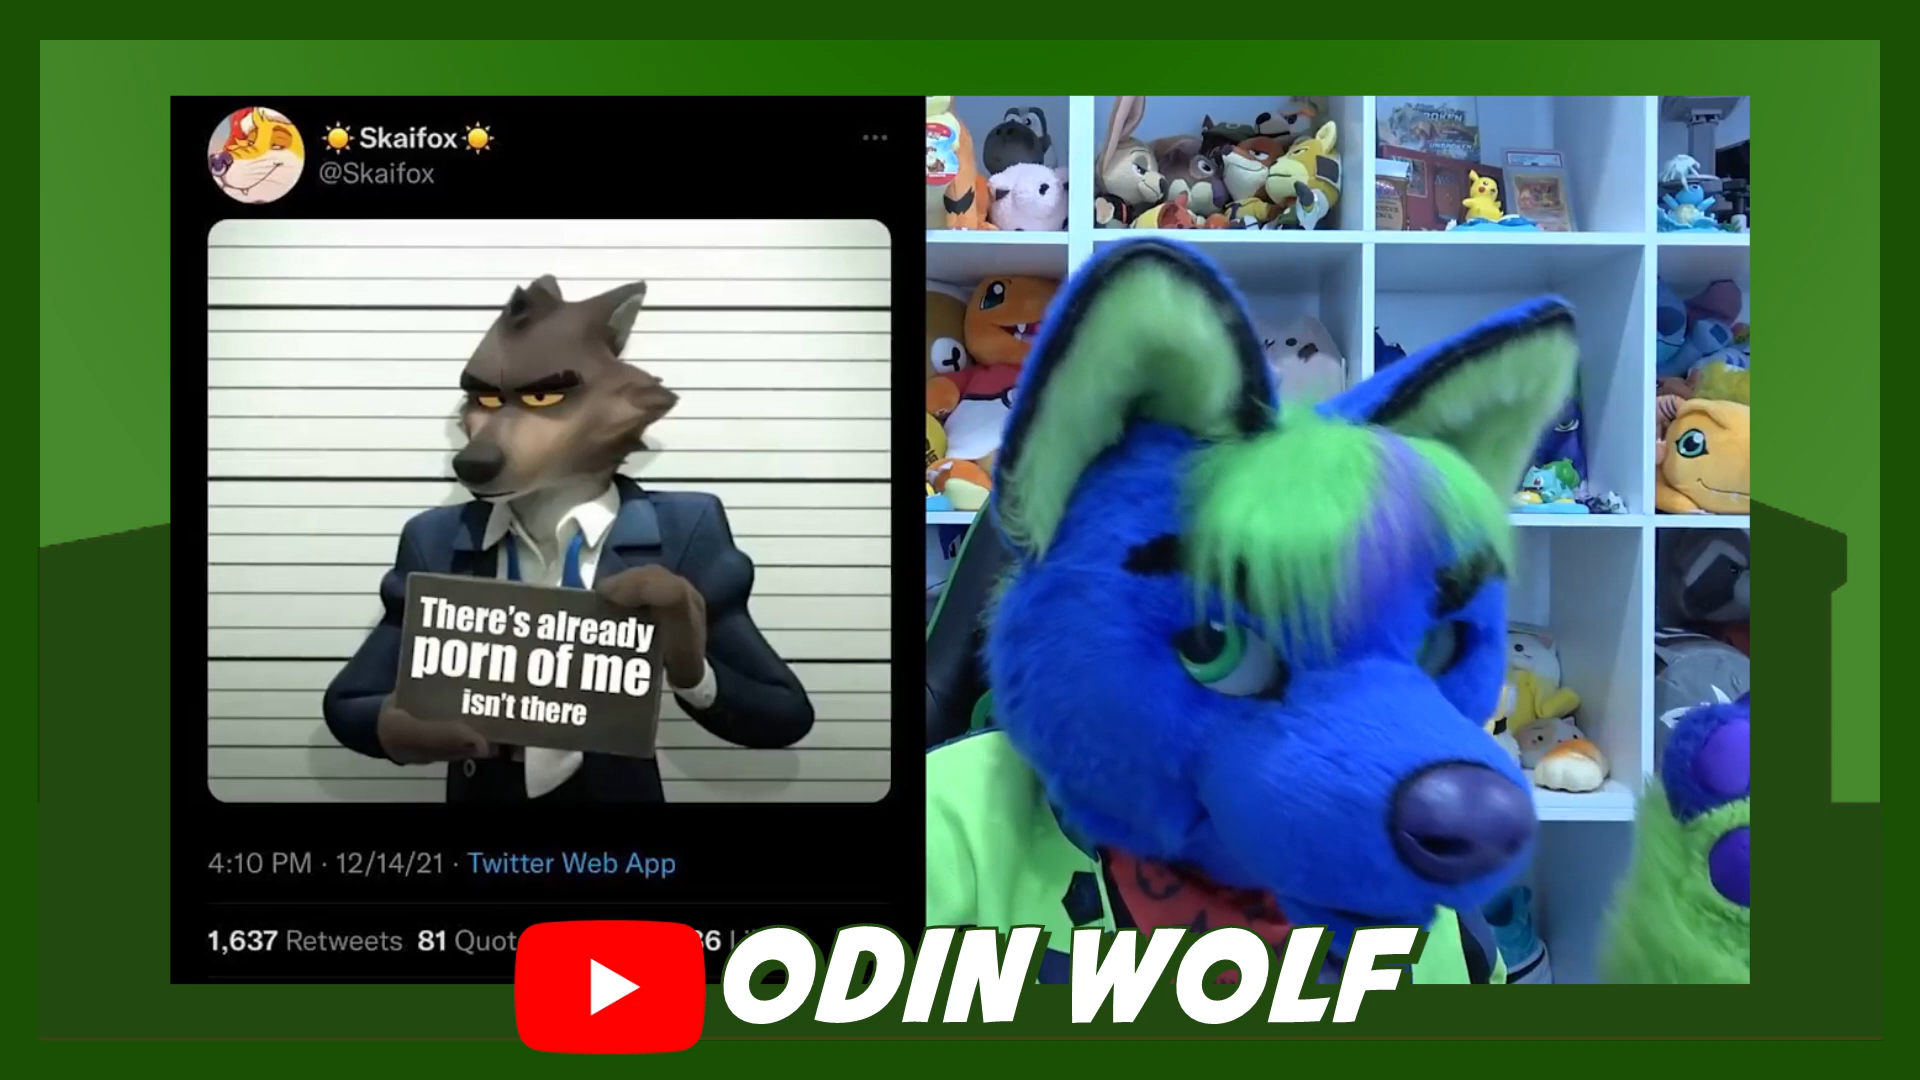 ☀️Skaifox☀️
@Skaifox
There's already
porn of me
isn't there
4:10 PM · 12/14/21 · Twitter Web App
1,637 Retweets 81 Quot
ODIN WOLF